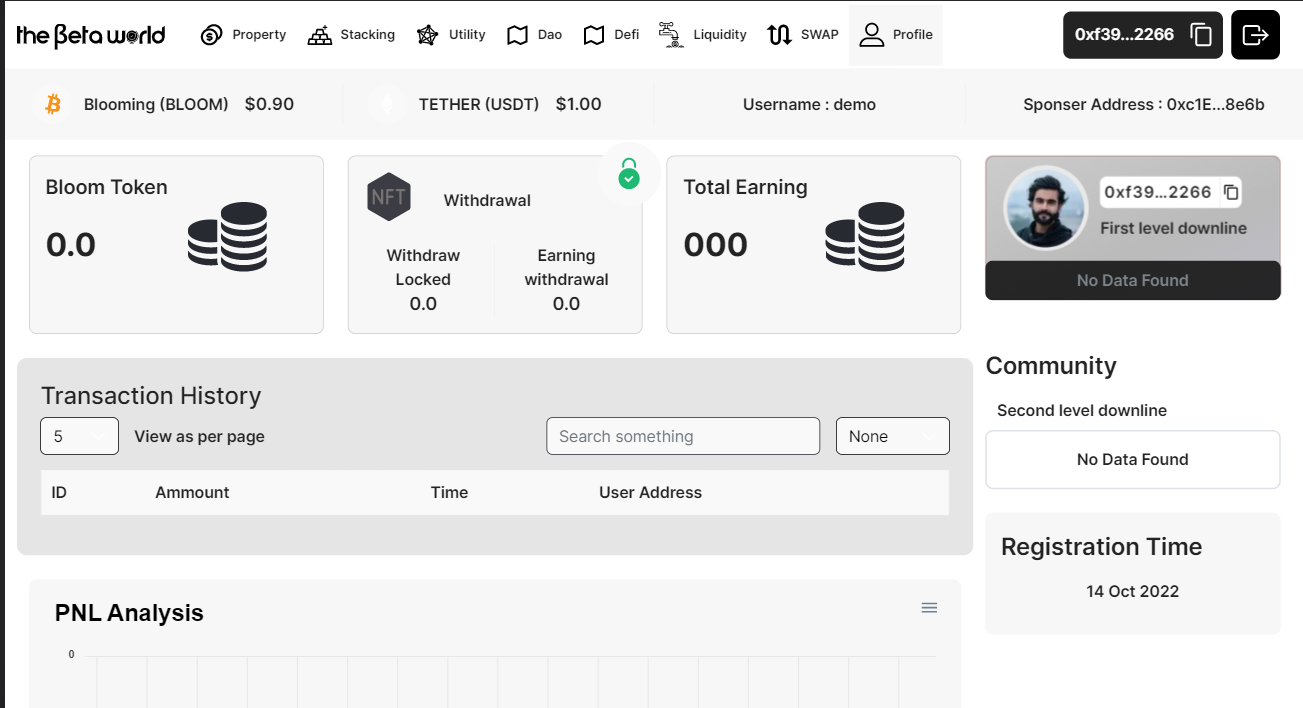 the Beta world
Property
Stacking
Utility
Dao
Defi
Liquidity
SWAP
Profile
0xf39...2266
Blooming (BLOOM) $0.90
TETHER (USDT) $1.00
Username : demo
Sponser Address : 0xc1E...8e6b
Bloom Token
0.0
NFT
Withdrawal
Withdraw
Locked
0.0
Earning
withdrawal
0.0
Total Earning
000
0xf39...2266
First level downline
No Data Found
Transaction History
5
View as per page
Search something
None
ID Ammount Time User Address
Community
Second level downline
No Data Found
Registration Time
14 Oct 2022
PNL Analysis
0